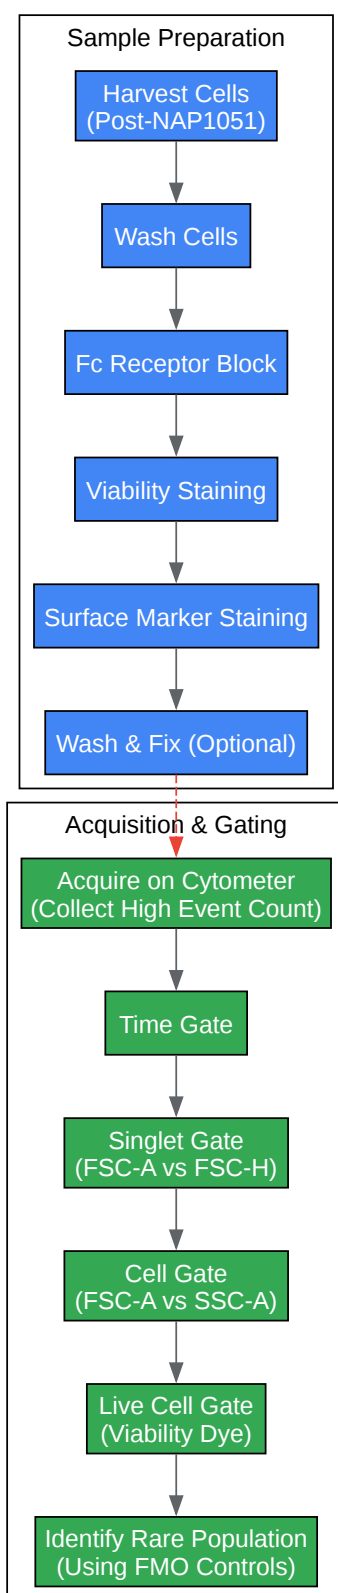 Sample Preparation
Harvest Cells
(Post-NAP1051)
Wash Cells
Fc Receptor Block
Viability Staining
Surface Marker Staining
Wash & Fix (Optional)
Acquisition & Gating
Acquire on Cytometer
(Collect High Event Count)
Time Gate
Singlet Gate
(FSC-A vs FSC-H)
Cell Gate
(FSC-A vs SSC-A)
Live Cell Gate
(Viability Dye)
Identify Rare Population
(Using FMO Controls)